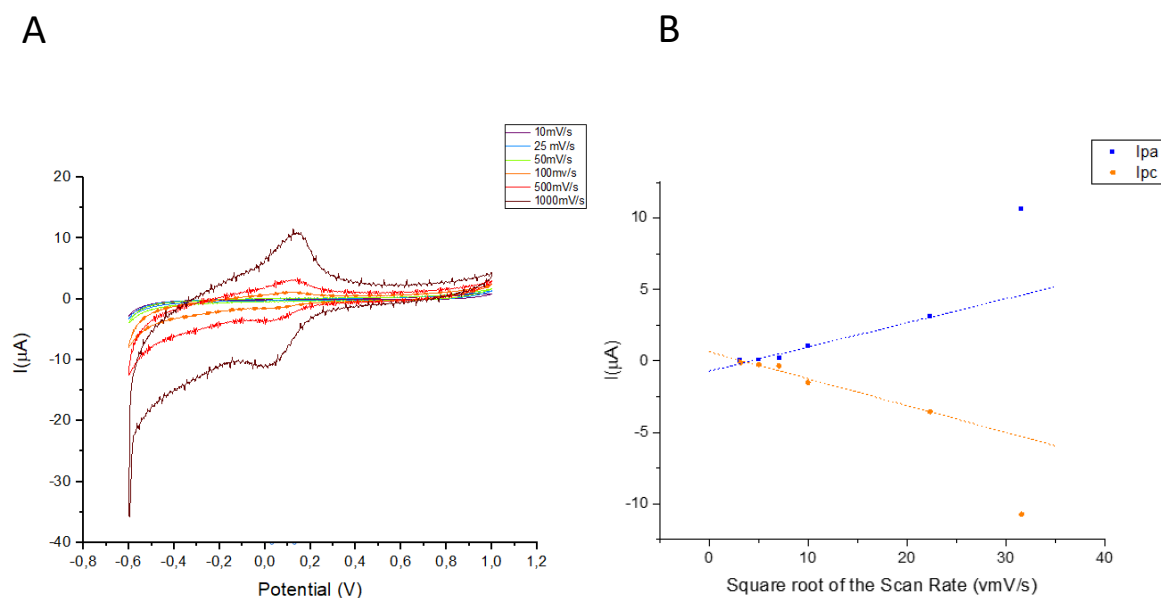 A
B
10mV/s
25 mV/s
50mV/s
100mv/s
500mV/s
1000mV/s
20
10
0
-10
-20
-30
-40
I(µA)
-0,8 -0,6 -0,4 -0,2 0,0 0,2 0,4 0,6 0,8 1,0 1,2
Potential (V)
Ipa
Ipc
10
5
0
-5
-10
I(µA)
0 10 20 30 40
Square root of the Scan Rate (vmV/s)